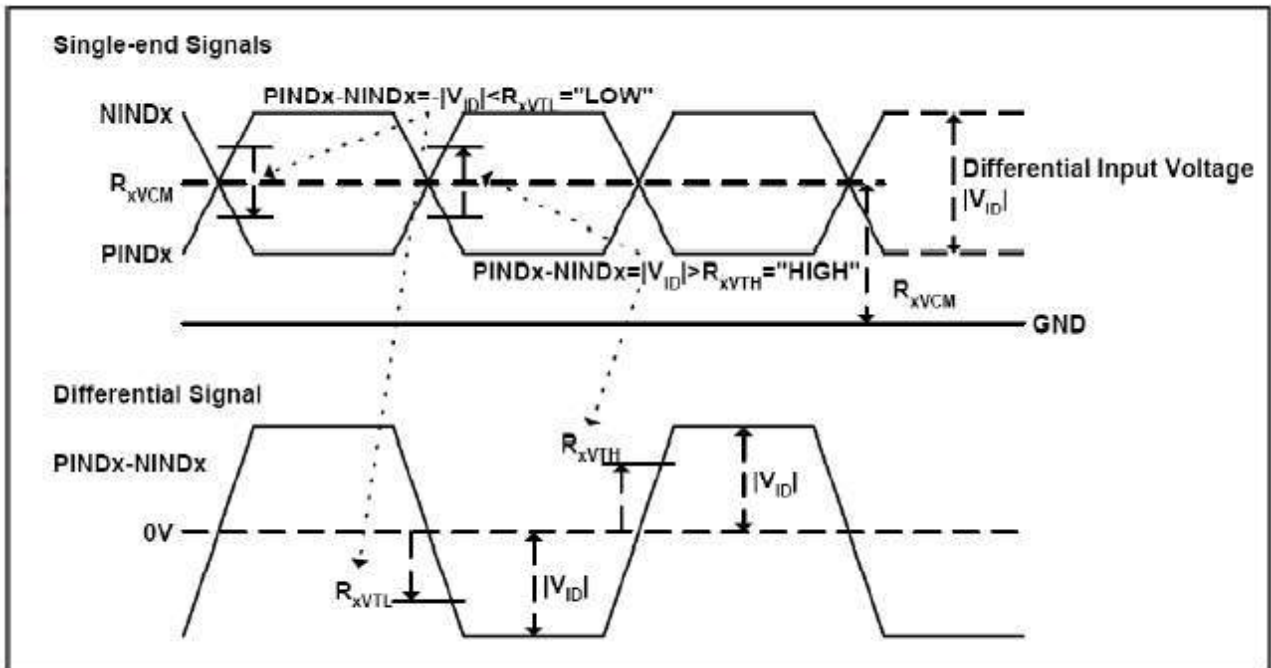 Single-end Signals
PINDx-NINDx=-|VID|<RxVTL="LOW"
NINDx
Differential Input Voltage
|VID|
RxVCM
PINDx
PINDx-NINDx=|VID|>RxVTH="HIGH"
RxVCM
GND
Differential Signal
RxVTH
PINDx-NINDx
|VID|
0V
RxVTL
|VID|